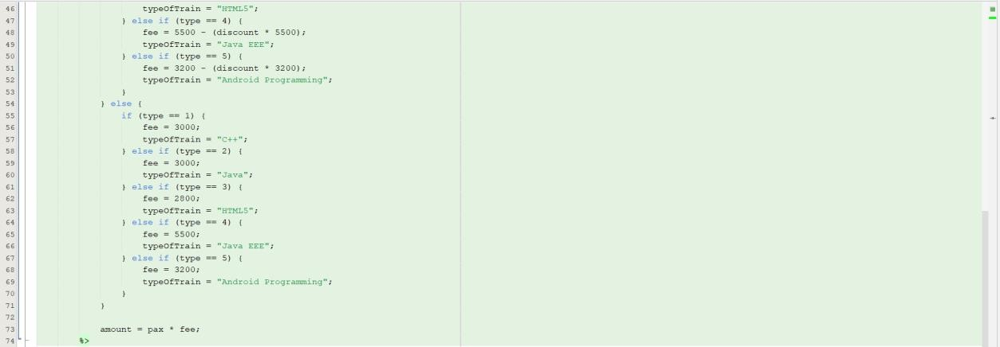 46 typeOfTrain = "HTML5";
47 } else if (type == 4) {
48 fee = 5500 - (discount * 5500);
49 typeOfTrain = "Java EEE";
50 } else if (type == 5) {
51 fee = 3200 - (discount * 3200);
52 typeOfTrain = "Android Programming";
53 }
54 } else {
55 if (type == 1) {
56 fee = 3000;
57 typeOfTrain = "C++";
58 } else if (type == 2) {
59 fee = 3000;
60 typeOfTrain = "Java";
61 } else if (type == 3) {
62 fee = 2800;
63 typeOfTrain = "HTML5";
64 } else if (type == 4) {
65 fee = 5500;
66 typeOfTrain = "Java EEE";
67 } else if (type == 5) {
68 fee = 3200;
69 typeOfTrain = "Android Programming";
70 }
71 }
72
73 amount = pax * fee;
74 %>